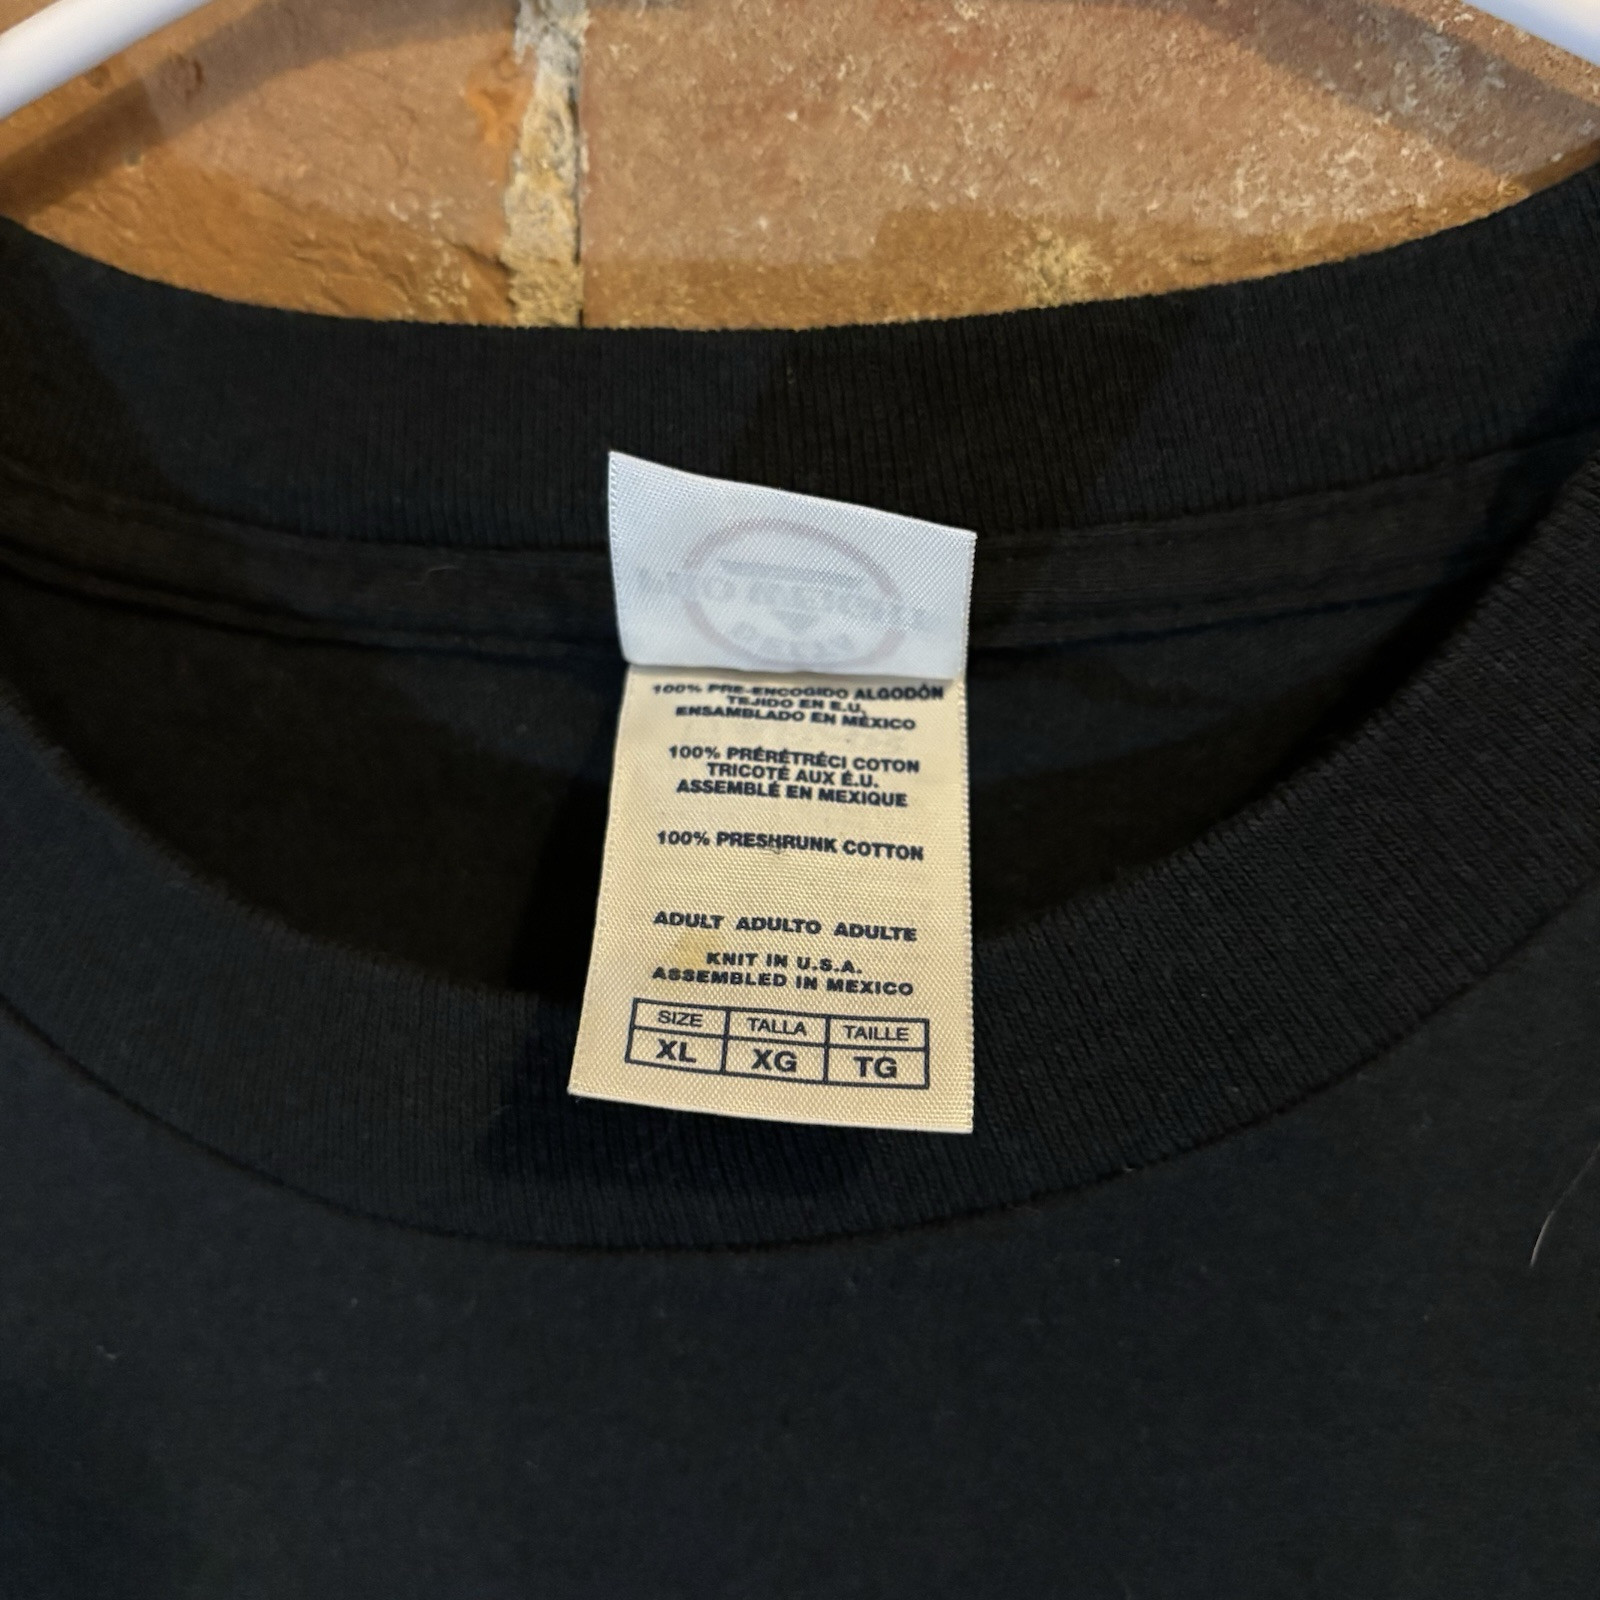 100% PRE-ENCOGIDO ALGODÓN
TEJIDO EN E.U.
ENSAMBLADO EN MÉXICO
100% PRÉRÉTRÉCI COTON
TRICOTÉ AUX É.U.
ASSEMBLÉ EN MEXIQUE
100% PRESHRUNK COTTON
ADULT ADULTO ADULTE
KNIT IN U.S.A.
ASSEMBLED IN MEXICO
SIZE TALLA TAILLE
XL XG TG